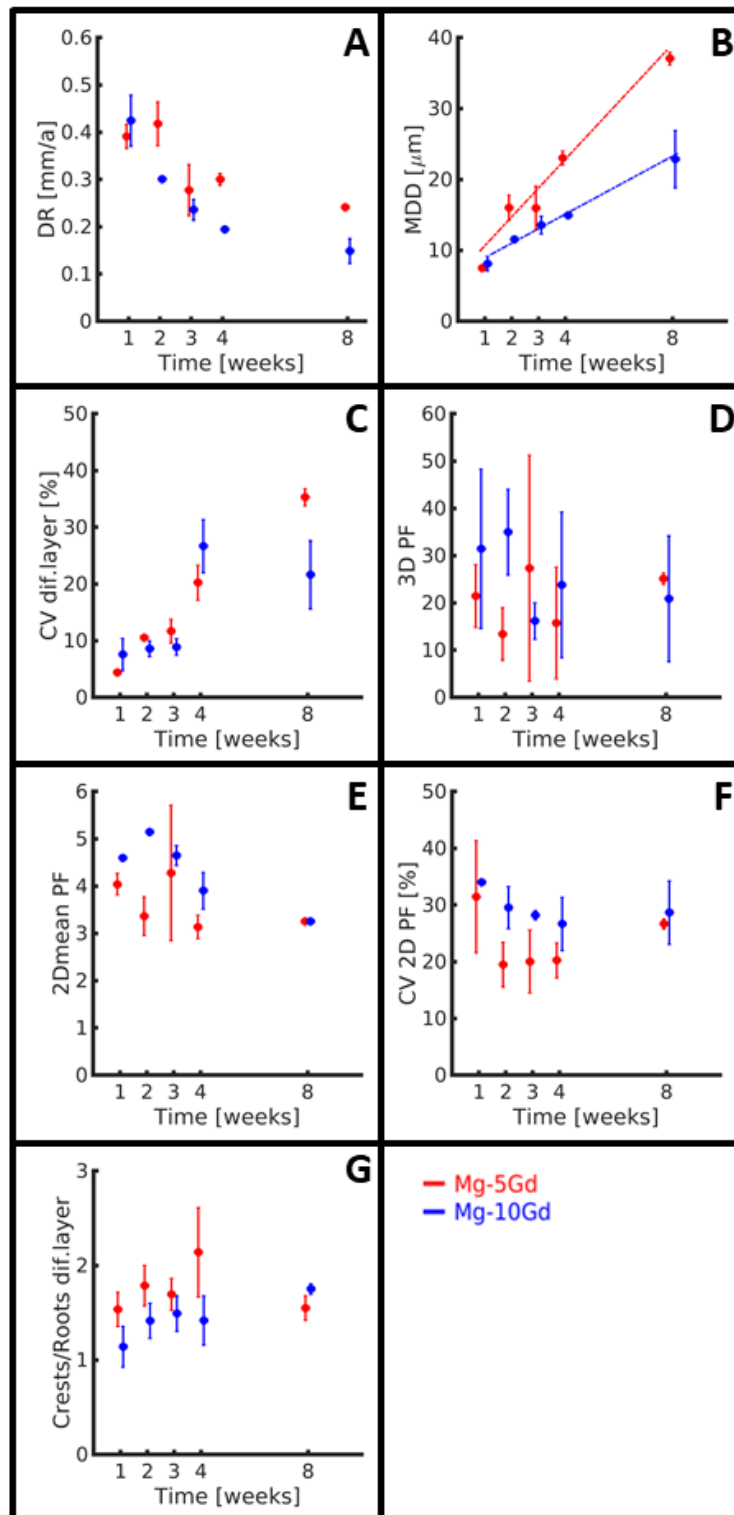 A
DR [mm/a]
0.6
0.5
0.4
0.3
0.2
0.1
0
1 2 3 4 8
Time [weeks]
B
MDD [μm]
40
30
20
10
0
1 2 3 4 8
Time [weeks]
C
CV dif.layer [%]
50
40
30
20
10
0
1 2 3 4 8
Time [weeks]
D
3D PF
60
50
40
30
20
10
0
1 2 3 4 8
Time [weeks]
E
2Dmean PF
6
5
4
3
2
1
0
1 2 3 4 8
Time [weeks]
F
CV 2D PF [%]
50
40
30
20
10
0
1 2 3 4 8
Time [weeks]
G
Crests/Roots dif.layer
3
2
1
0
1 2 3 4 8
Time [weeks]
Mg-5Gd
Mg-10Gd